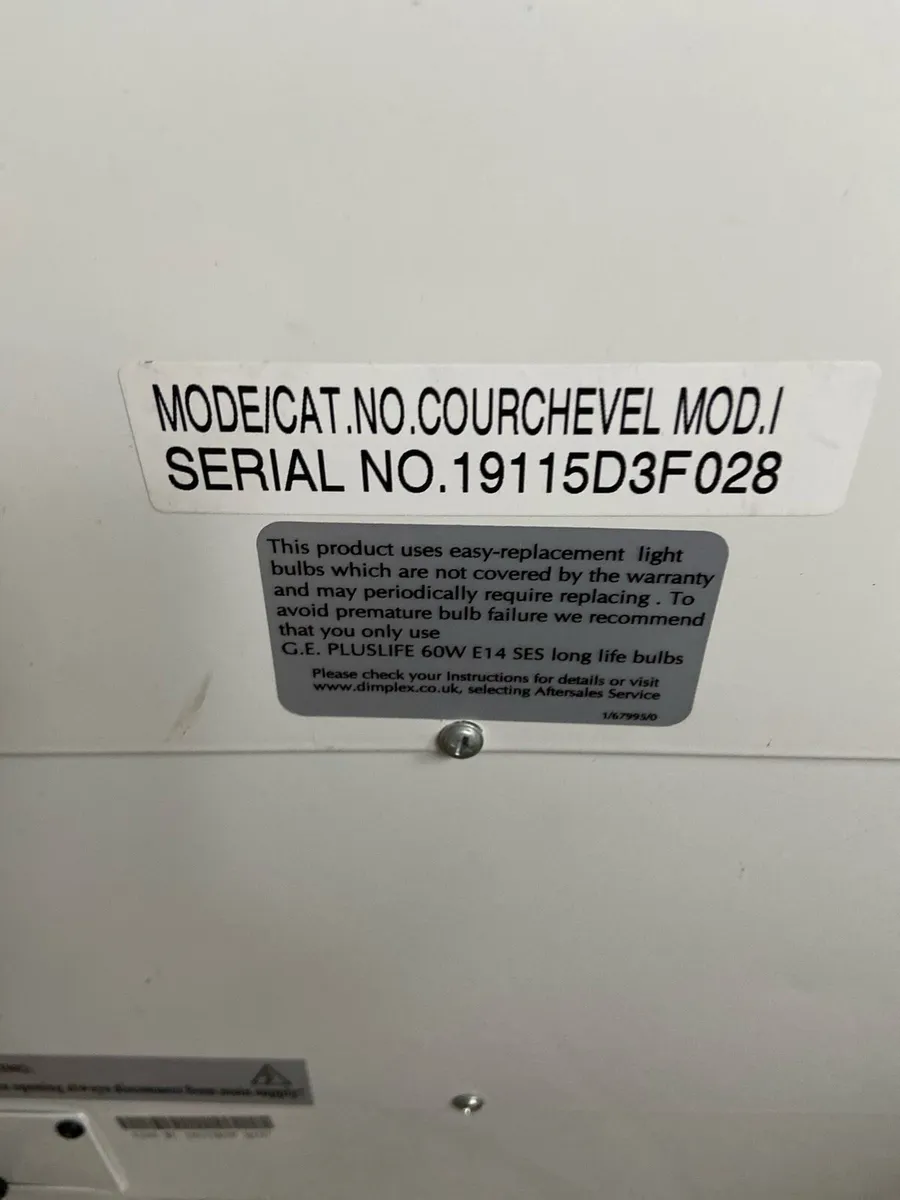 MODE/CAT.NO.COURCHEVEL MOD.I
SERIAL NO.19115D3F028
This product uses easy-replacement light
bulbs which are not covered by the warranty
and may periodically require replacing . To
avoid premature bulb failure we recommend
that you only use
G.E. PLUSLIFE 60W E14 SES long life bulbs
Please check your Instructions for details or visit
www.dimplex.co.uk, selecting Aftersales Service
1/67995/0